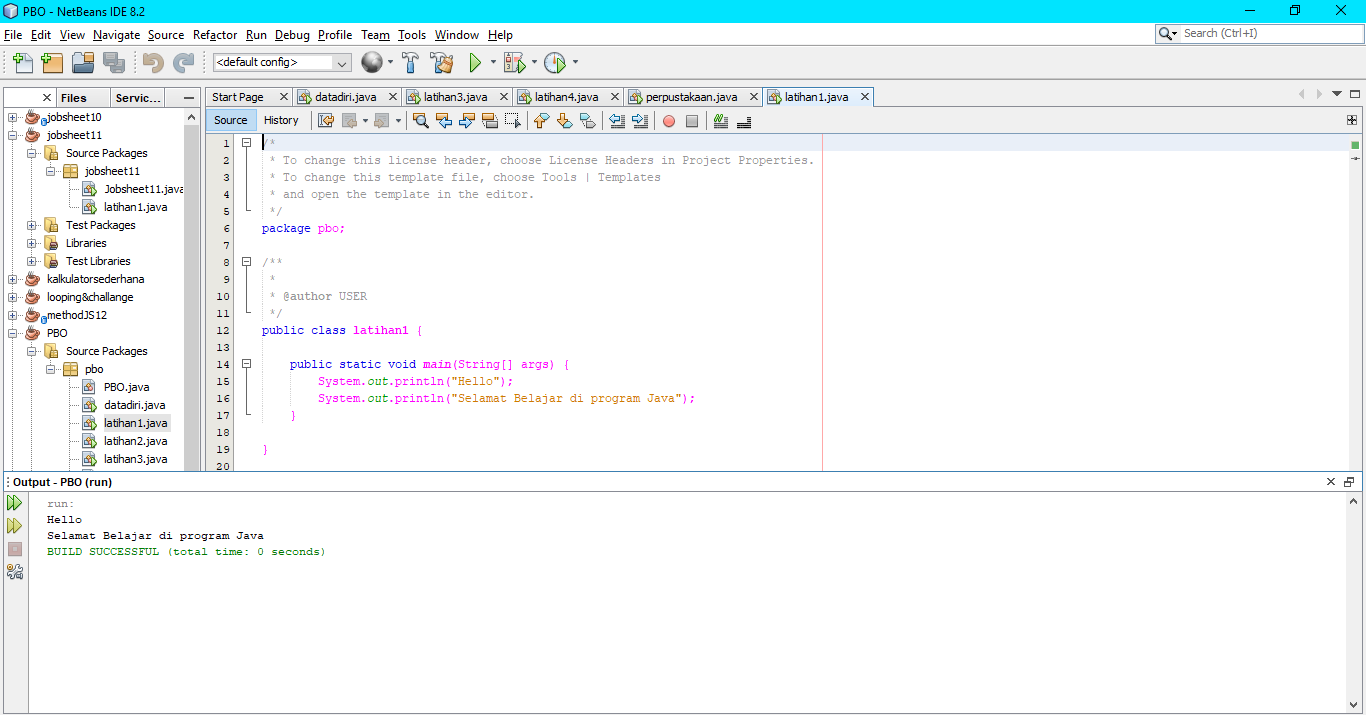 PBO - NetBeans IDE 8.2
File Edit View Navigate Source Refactor Run Debug Profile Team Tools Window Help
Search (Ctrl+I)
<default config>
Files Servic...
Start Page datadiri.java latihan3.java latihan4.java perpustakaan.java latihan1.java
Source History
jobsheet10
jobsheet11
Source Packages
jobsheet11
Jobsheet11.java
latihan1.java
Test Packages
Libraries
Test Libraries
kalkulatorsederhana
looping&challange
methodJS12
PBO
Source Packages
pbo
PBO.java
datadiri.java
latihan1.java
latihan2.java
latihan3.java
1 /*
2 * To change this license header, choose License Headers in Project Properties.
3 * To change this template file, choose Tools | Templates
4 * and open the template in the editor.
5 */
6 package pbo;
7
8 /**
9 *
10 * @author USER
11 */
12 public class latihan1 {
13
14 public static void main(String[] args) {
15 System.out.println("Hello");
16 System.out.println("Selamat Belajar di program Java");
17 }
18
19 }
20
Output - PBO (run)
run:
Hello
Selamat Belajar di program Java
BUILD SUCCESSFUL (total time: 0 seconds)